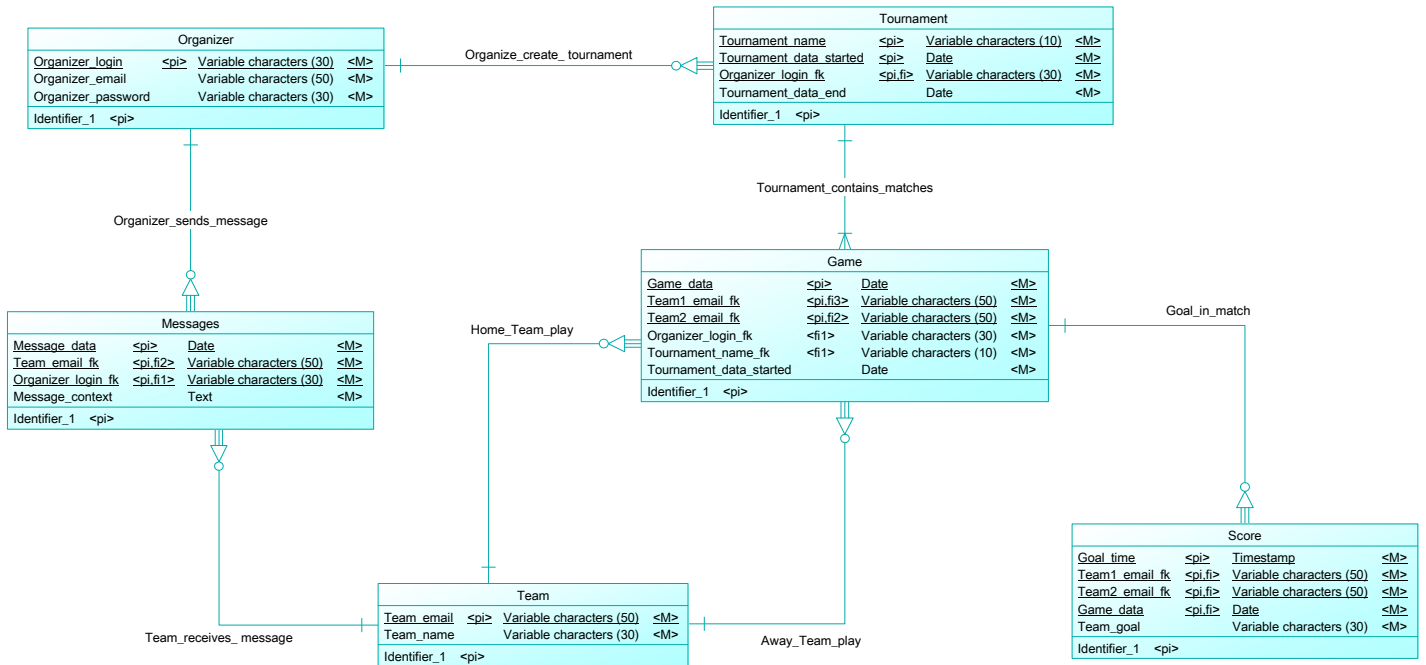 Organizer
Organizer_login <pi> Variable characters (30) <M>
Organizer_email Variable characters (50) <M>
Organizer_password Variable characters (30) <M>
Identifier_1 <pi>
Organize_create_ tournament
Tournament
Tournament_name <pi> Variable characters (10) <M>
Tournament_data_started <pi> Date <M>
Organizer_login_fk <pi,fi> Variable characters (30) <M>
Tournament_data_end Date <M>
Identifier_1 <pi>
Organizer_sends_message
Tournament_contains_matches
Messages
Message_data <pi> Date <M>
Team_email_fk <pi,fi2> Variable characters (50) <M>
Organizer_login_fk <pi,fi1> Variable characters (30) <M>
Message_context Text <M>
Identifier_1 <pi>
Home_Team_play
Game
Game_data <pi> Date <M>
Team1_email_fk <pi,fi3> Variable characters (50) <M>
Team2_email_fk <pi,fi2> Variable characters (50) <M>
Organizer_login_fk <fi1> Variable characters (30) <M>
Tournament_name_fk <fi1> Variable characters (10) <M>
Tournament_data_started Date <M>
Identifier_1 <pi>
Goal_in_match
Team_receives_ message
Team
Team_email <pi> Variable characters (50) <M>
Team_name Variable characters (30) <M>
Identifier_1 <pi>
Away_Team_play
Score
Goal_time <pi> Timestamp <M>
Team1_email_fk <pi,fi> Variable characters (50) <M>
Team2_email_fk <pi,fi> Variable characters (50) <M>
Game_data <pi,fi> Date <M>
Team_goal Variable characters (30) <M>
Identifier_1 <pi>